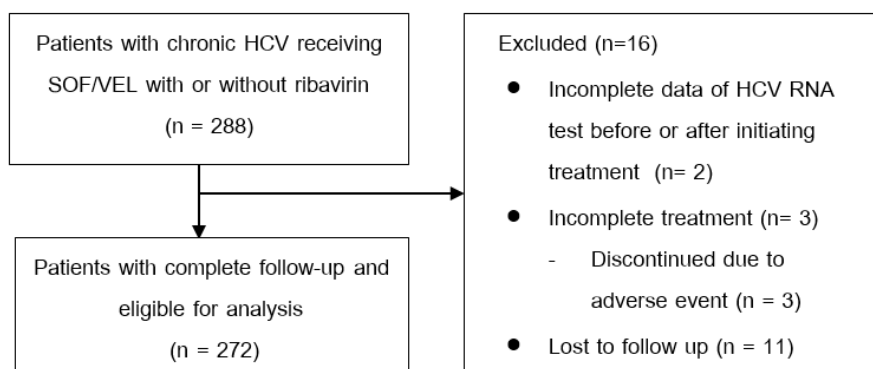 Patients with chronic HCV receiving
SOF/VEL with or without ribavirin
(n = 288)
Excluded (n=16)
● Incomplete data of HCV RNA
test before or after initiating
treatment (n= 2)
● Incomplete treatment (n= 3)
- Discontinued due to
adverse event (n = 3)
● Lost to follow up (n = 11)
Patients with complete follow-up and
eligible for analysis
(n = 272)